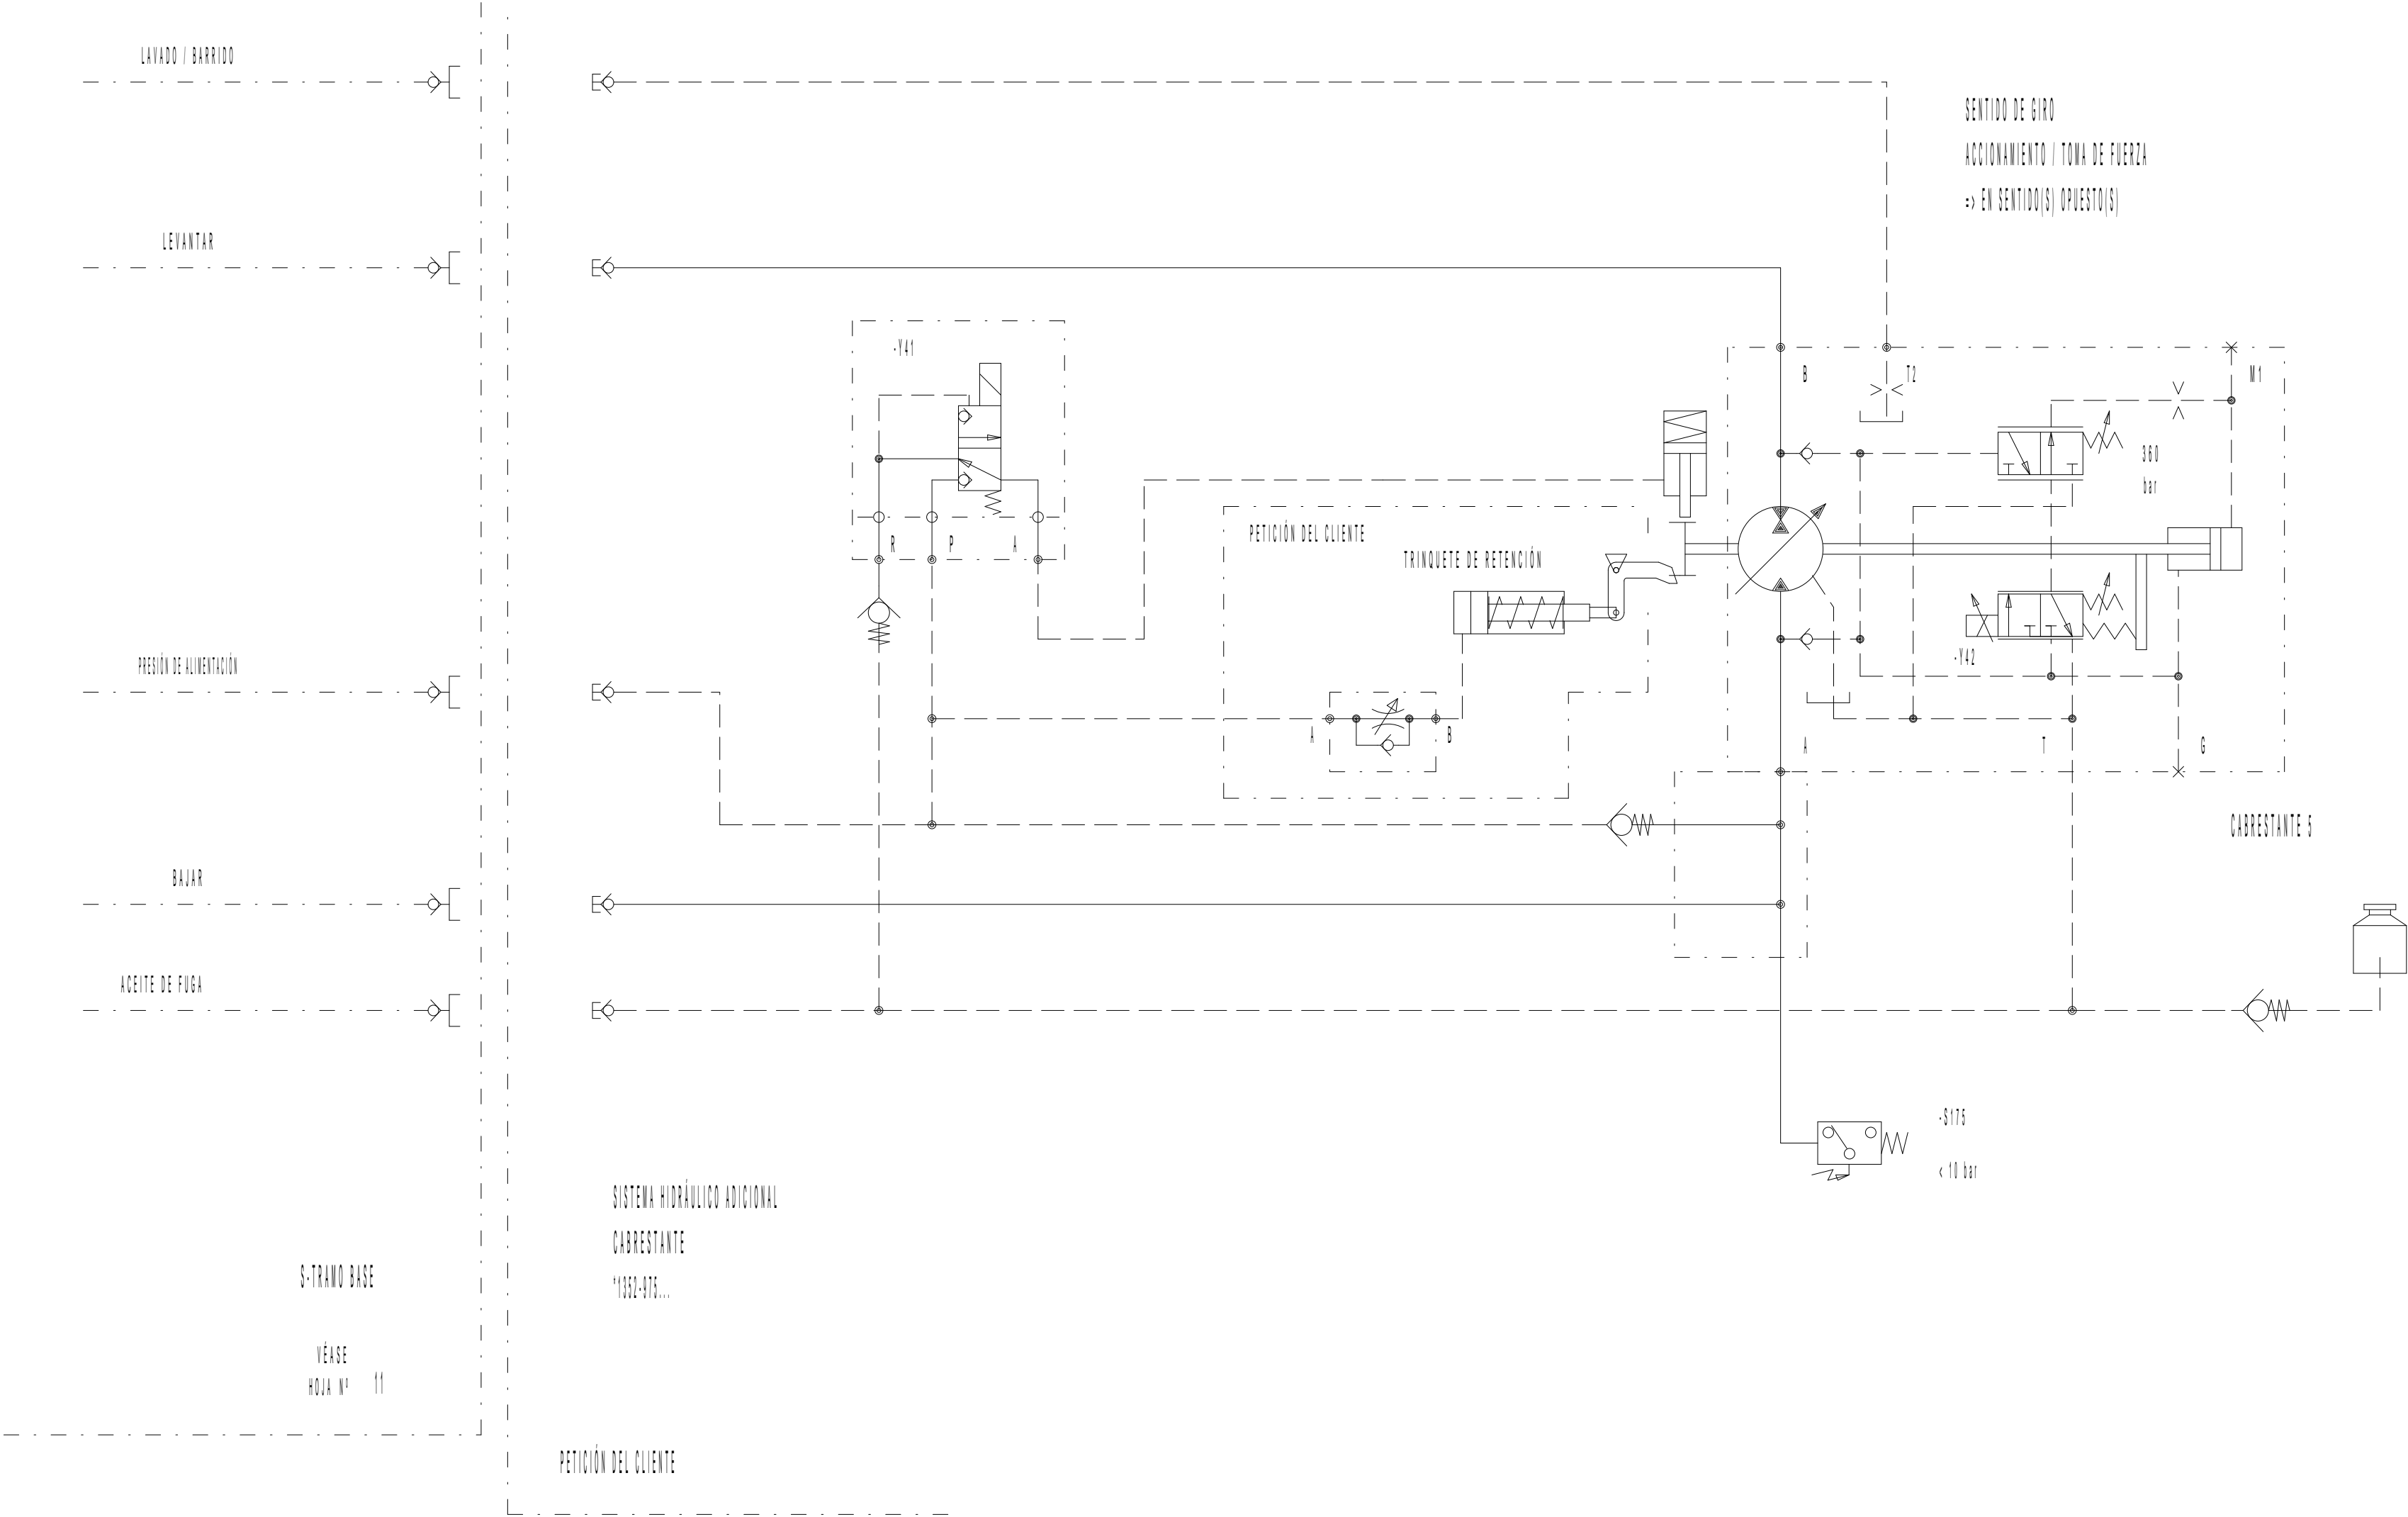 LAVADO / BARRIDO
SENTIDO DE GIRO
ACCIONAMIENTO / TOMA DE FUERZA
=> EN SENTIDO(S) OPUESTO(S)
LEVANTAR
-Y41
B
T2
M1
360
bar
PETICIÓN DEL CLIENTE
R
P
A
TRINQUETE DE RETENCIÓN
-Y42
PRESIÓN DE ALIMENTACIÓN
A
B
A
T
G
CABRESTANTE 5
BAJAR
ACEITE DE FUGA
-S175
< 10 bar
SISTEMA HIDRÁULICO ADICIONAL
CABRESTANTE
*1352-975...
S-TRAMO BASE
VÉASE
HOJA Nº 11
PETICIÓN DEL CLIENTE